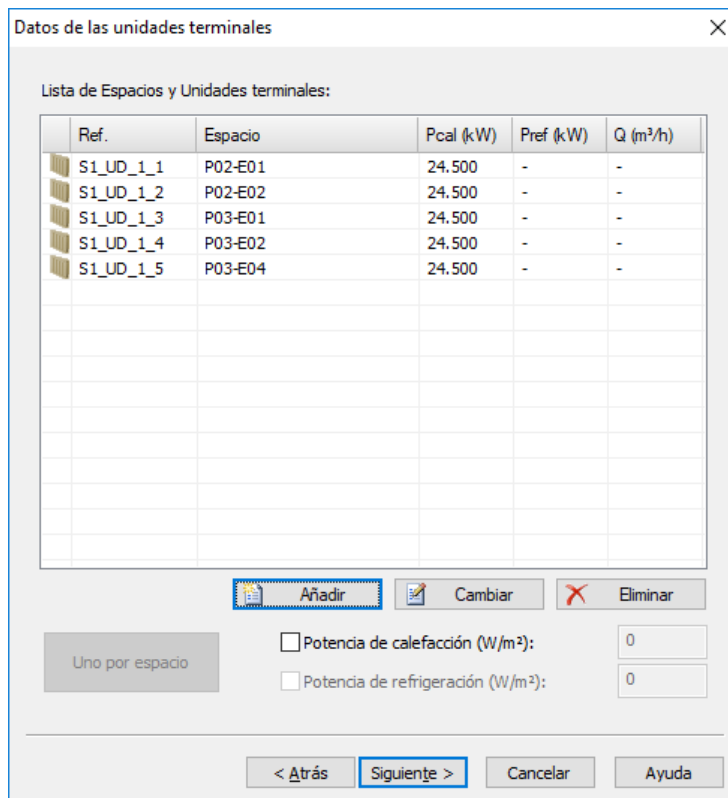 Datos de las unidades terminales
Lista de Espacios y Unidades terminales:
Ref. Espacio Pcal (kW) Pref (kW) Q (m³/h)
S1_UD_1_1 P02-E01 24.500 - -
S1_UD_1_2 P02-E02 24.500 - -
S1_UD_1_3 P03-E01 24.500 - -
S1_UD_1_4 P03-E02 24.500 - -
S1_UD_1_5 P03-E04 24.500 - -
Añadir Cambiar Eliminar
Uno por espacio
Potencia de calefacción (W/m²): 0
Potencia de refrigeración (W/m²): 0
< Atrás Siguiente > Cancelar Ayuda